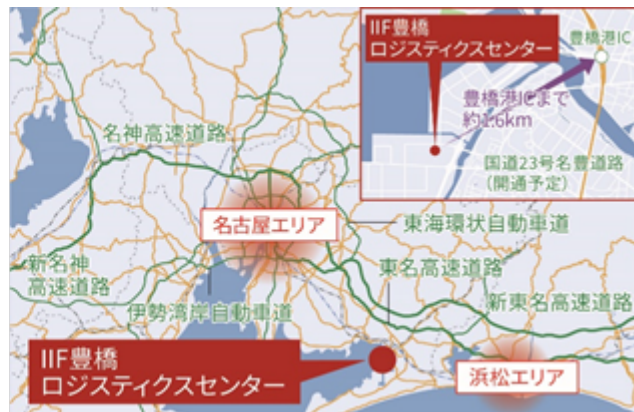 IIF豊橋
ロジスティクスセンター
豊橋港IC
豊橋港ICまで
約1.6km
国道23号名豊道路
（開通予定）
名神高速道路
名古屋エリア
東海環状自動車道
新名神
高速道路
東名高速道路
伊勢湾岸自動車道
新東名高速道路
IIF豊橋
ロジスティクスセンター
浜松エリア